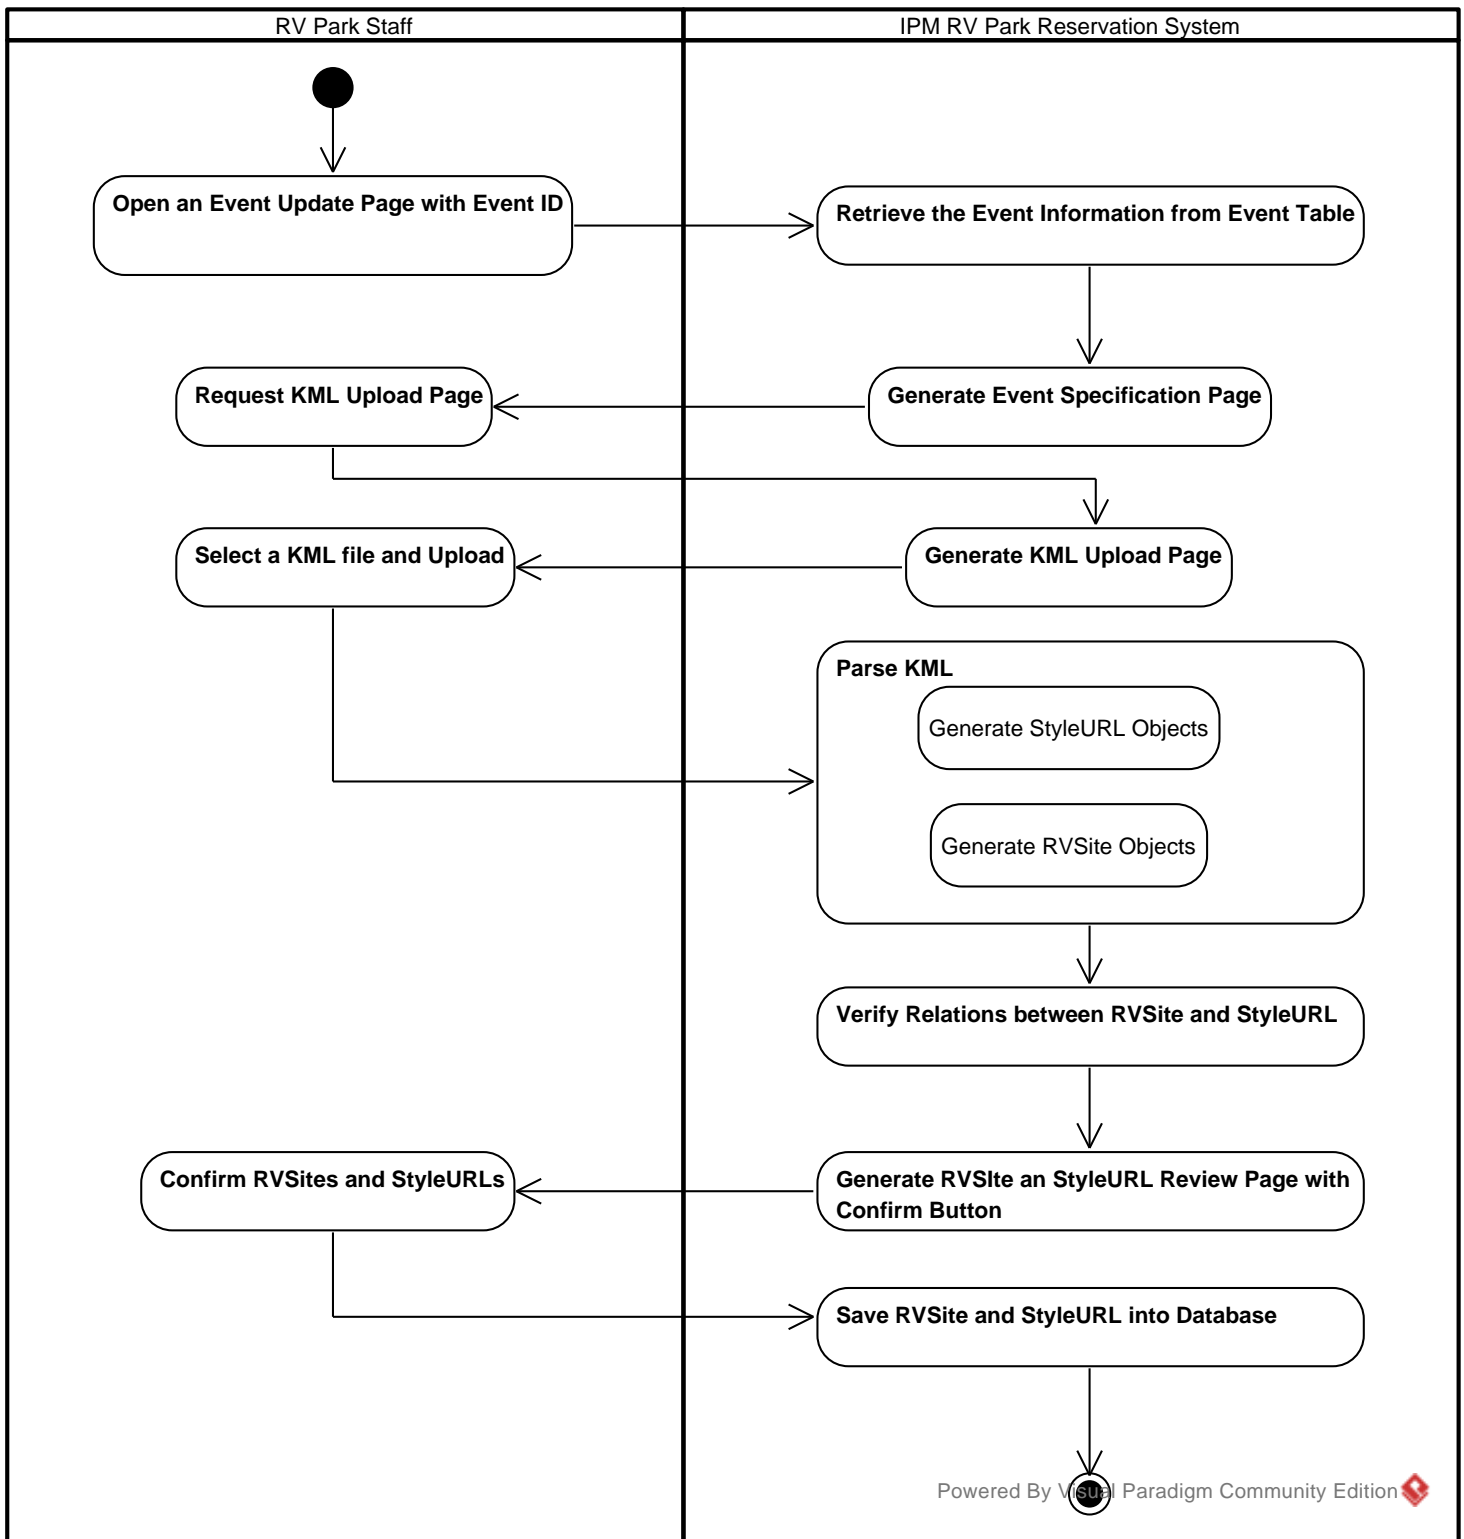 RV Park Staff
IPM RV Park Reservation System
Open an Event Update Page with Event ID
Retrieve the Event Information from Event Table
Request KML Upload Page
Generate Event Specification Page
Select a KML file and Upload
Generate KML Upload Page
Parse KML
Generate StyleURL Objects
Generate RVSite Objects
Verify Relations between RVSite and StyleURL
Confirm RVSites and StyleURLs
Generate RVSIte an StyleURL Review Page with
Confirm Button
Save RVSite and StyleURL into Database
Powered By Visual Paradigm Community Edition